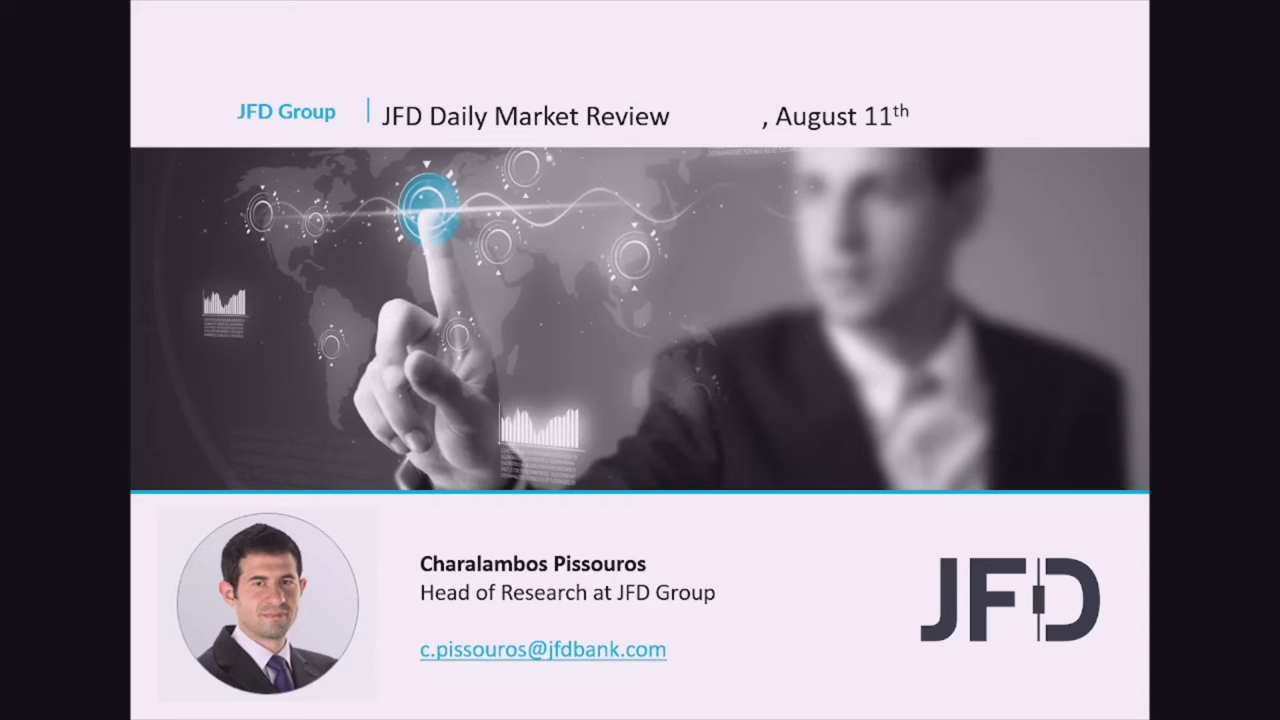 JFD Group
JFD Daily Market Review , August 11th
Charalambos Pissouros
Head of Research at JFD Group
c.pissouros@jfdbank.com
JFD